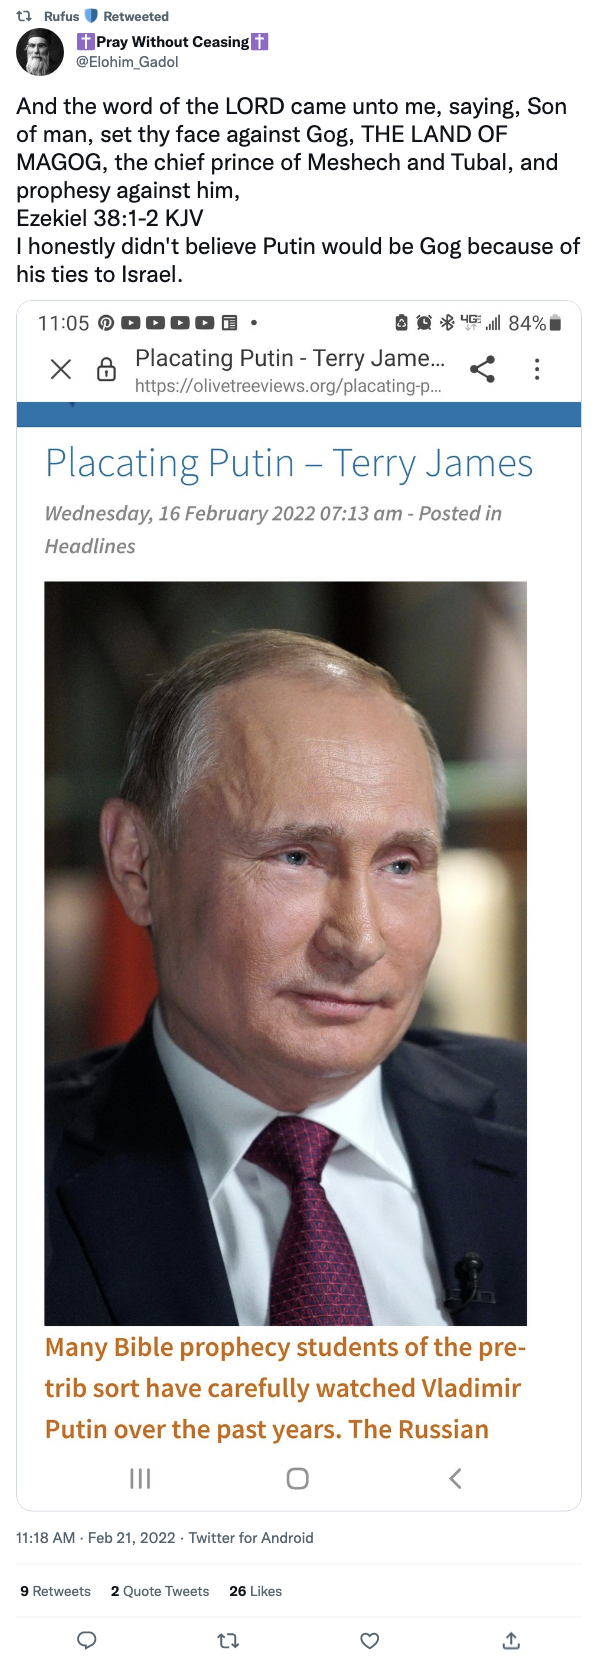 Rufus Retweeted
✝Pray Without Ceasing✝
@Elohim_Gadol
And the word of the LORD came unto me, saying, Son
of man, set thy face against Gog, THE LAND OF
MAGOG, the chief prince of Meshech and Tubal, and
prophesy against him,
Ezekiel 38:1-2 KJV
I honestly didn't believe Putin would be Gog because of
his ties to Israel.
11:05 4GE 84%
Placating Putin - Terry Jame...
https://olivetreeviews.org/placating-p...
Placating Putin – Terry James
Wednesday, 16 February 2022 07:13 am - Posted in
Headlines
Many Bible prophecy students of the pre-
trib sort have carefully watched Vladimir
Putin over the past years. The Russian
11:18 AM · Feb 21, 2022 · Twitter for Android
9 Retweets 2 Quote Tweets 26 Likes